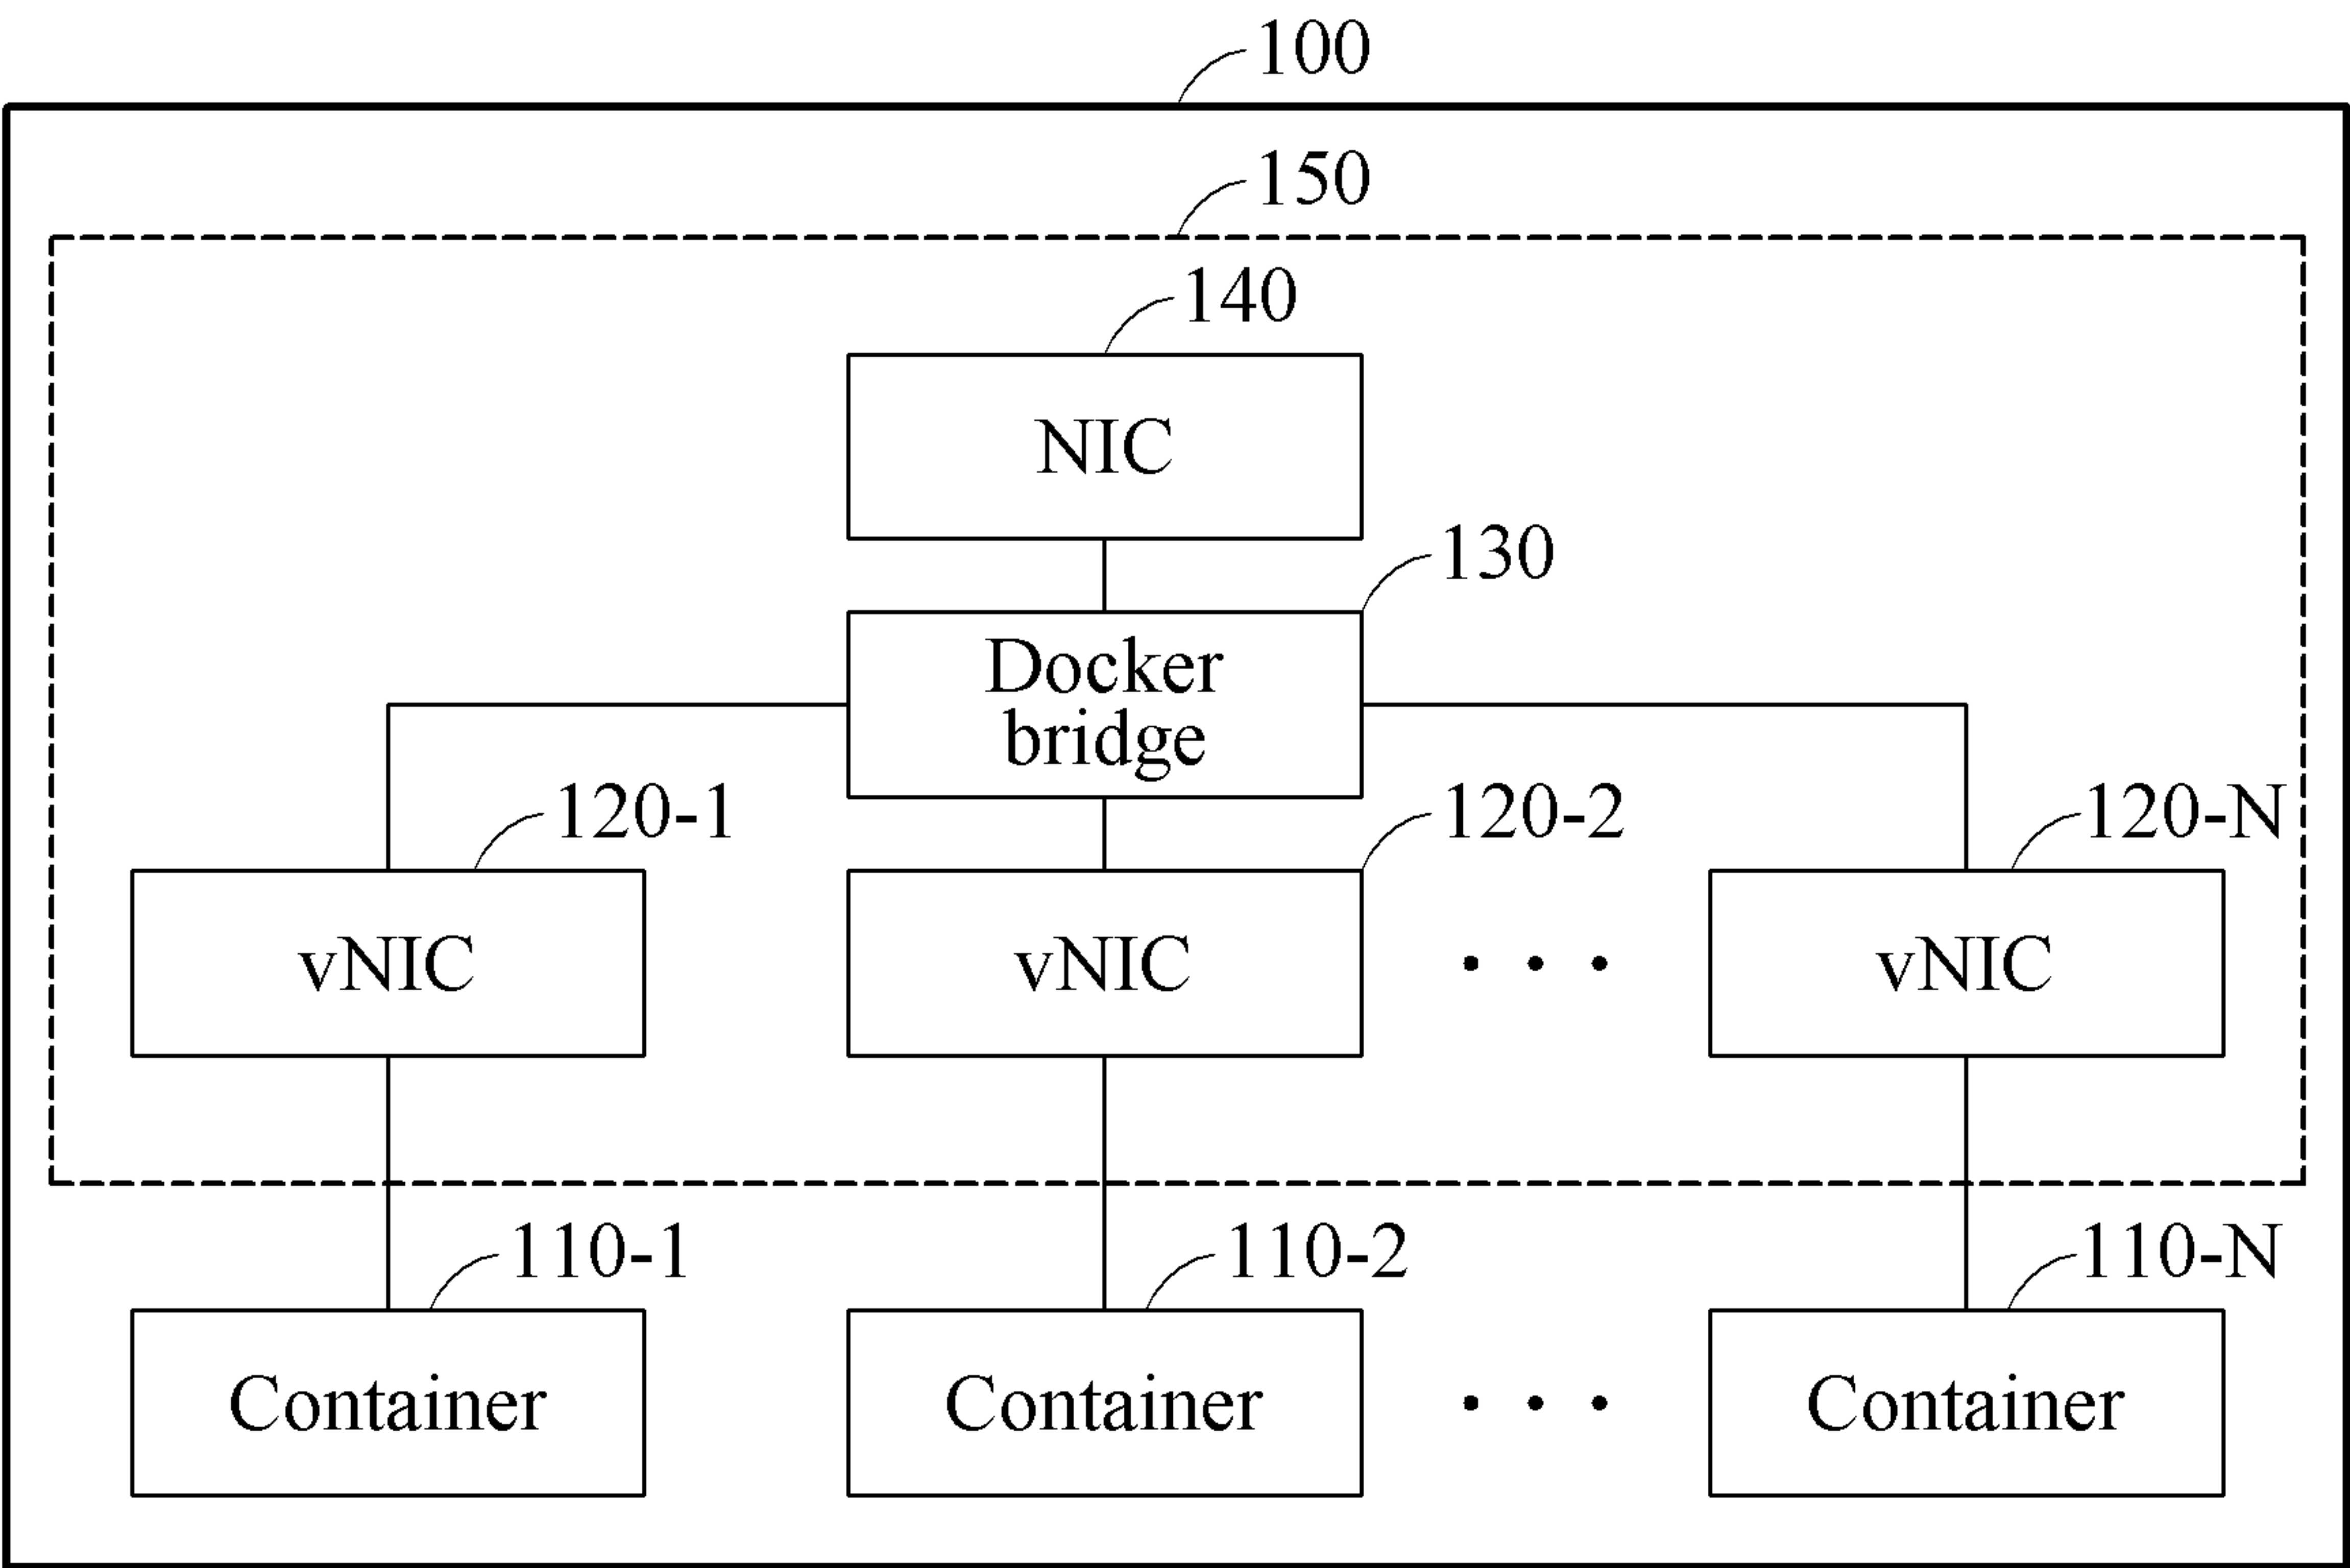 100
150
140
NIC
130
Docker
bridge
120-1
120-2
120-N
vNIC
vNIC
vNIC
110-1
110-2
110-N
Container
Container
Container